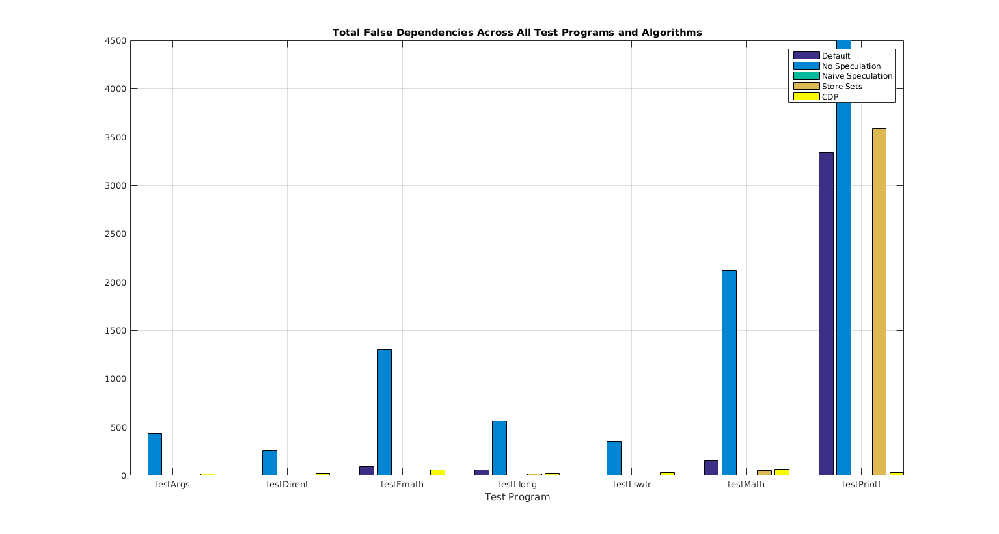 Total False Dependencies Across All Test Programs and Algorithms
4500
4000
3500
3000
2500
2000
1500
1000
500
0
Default
No Speculation
Naive Speculation
Store Sets
CDP
testArgs
testDirent
testFmath
testLlong
testLswlr
testMath
testPrintf
Test Program